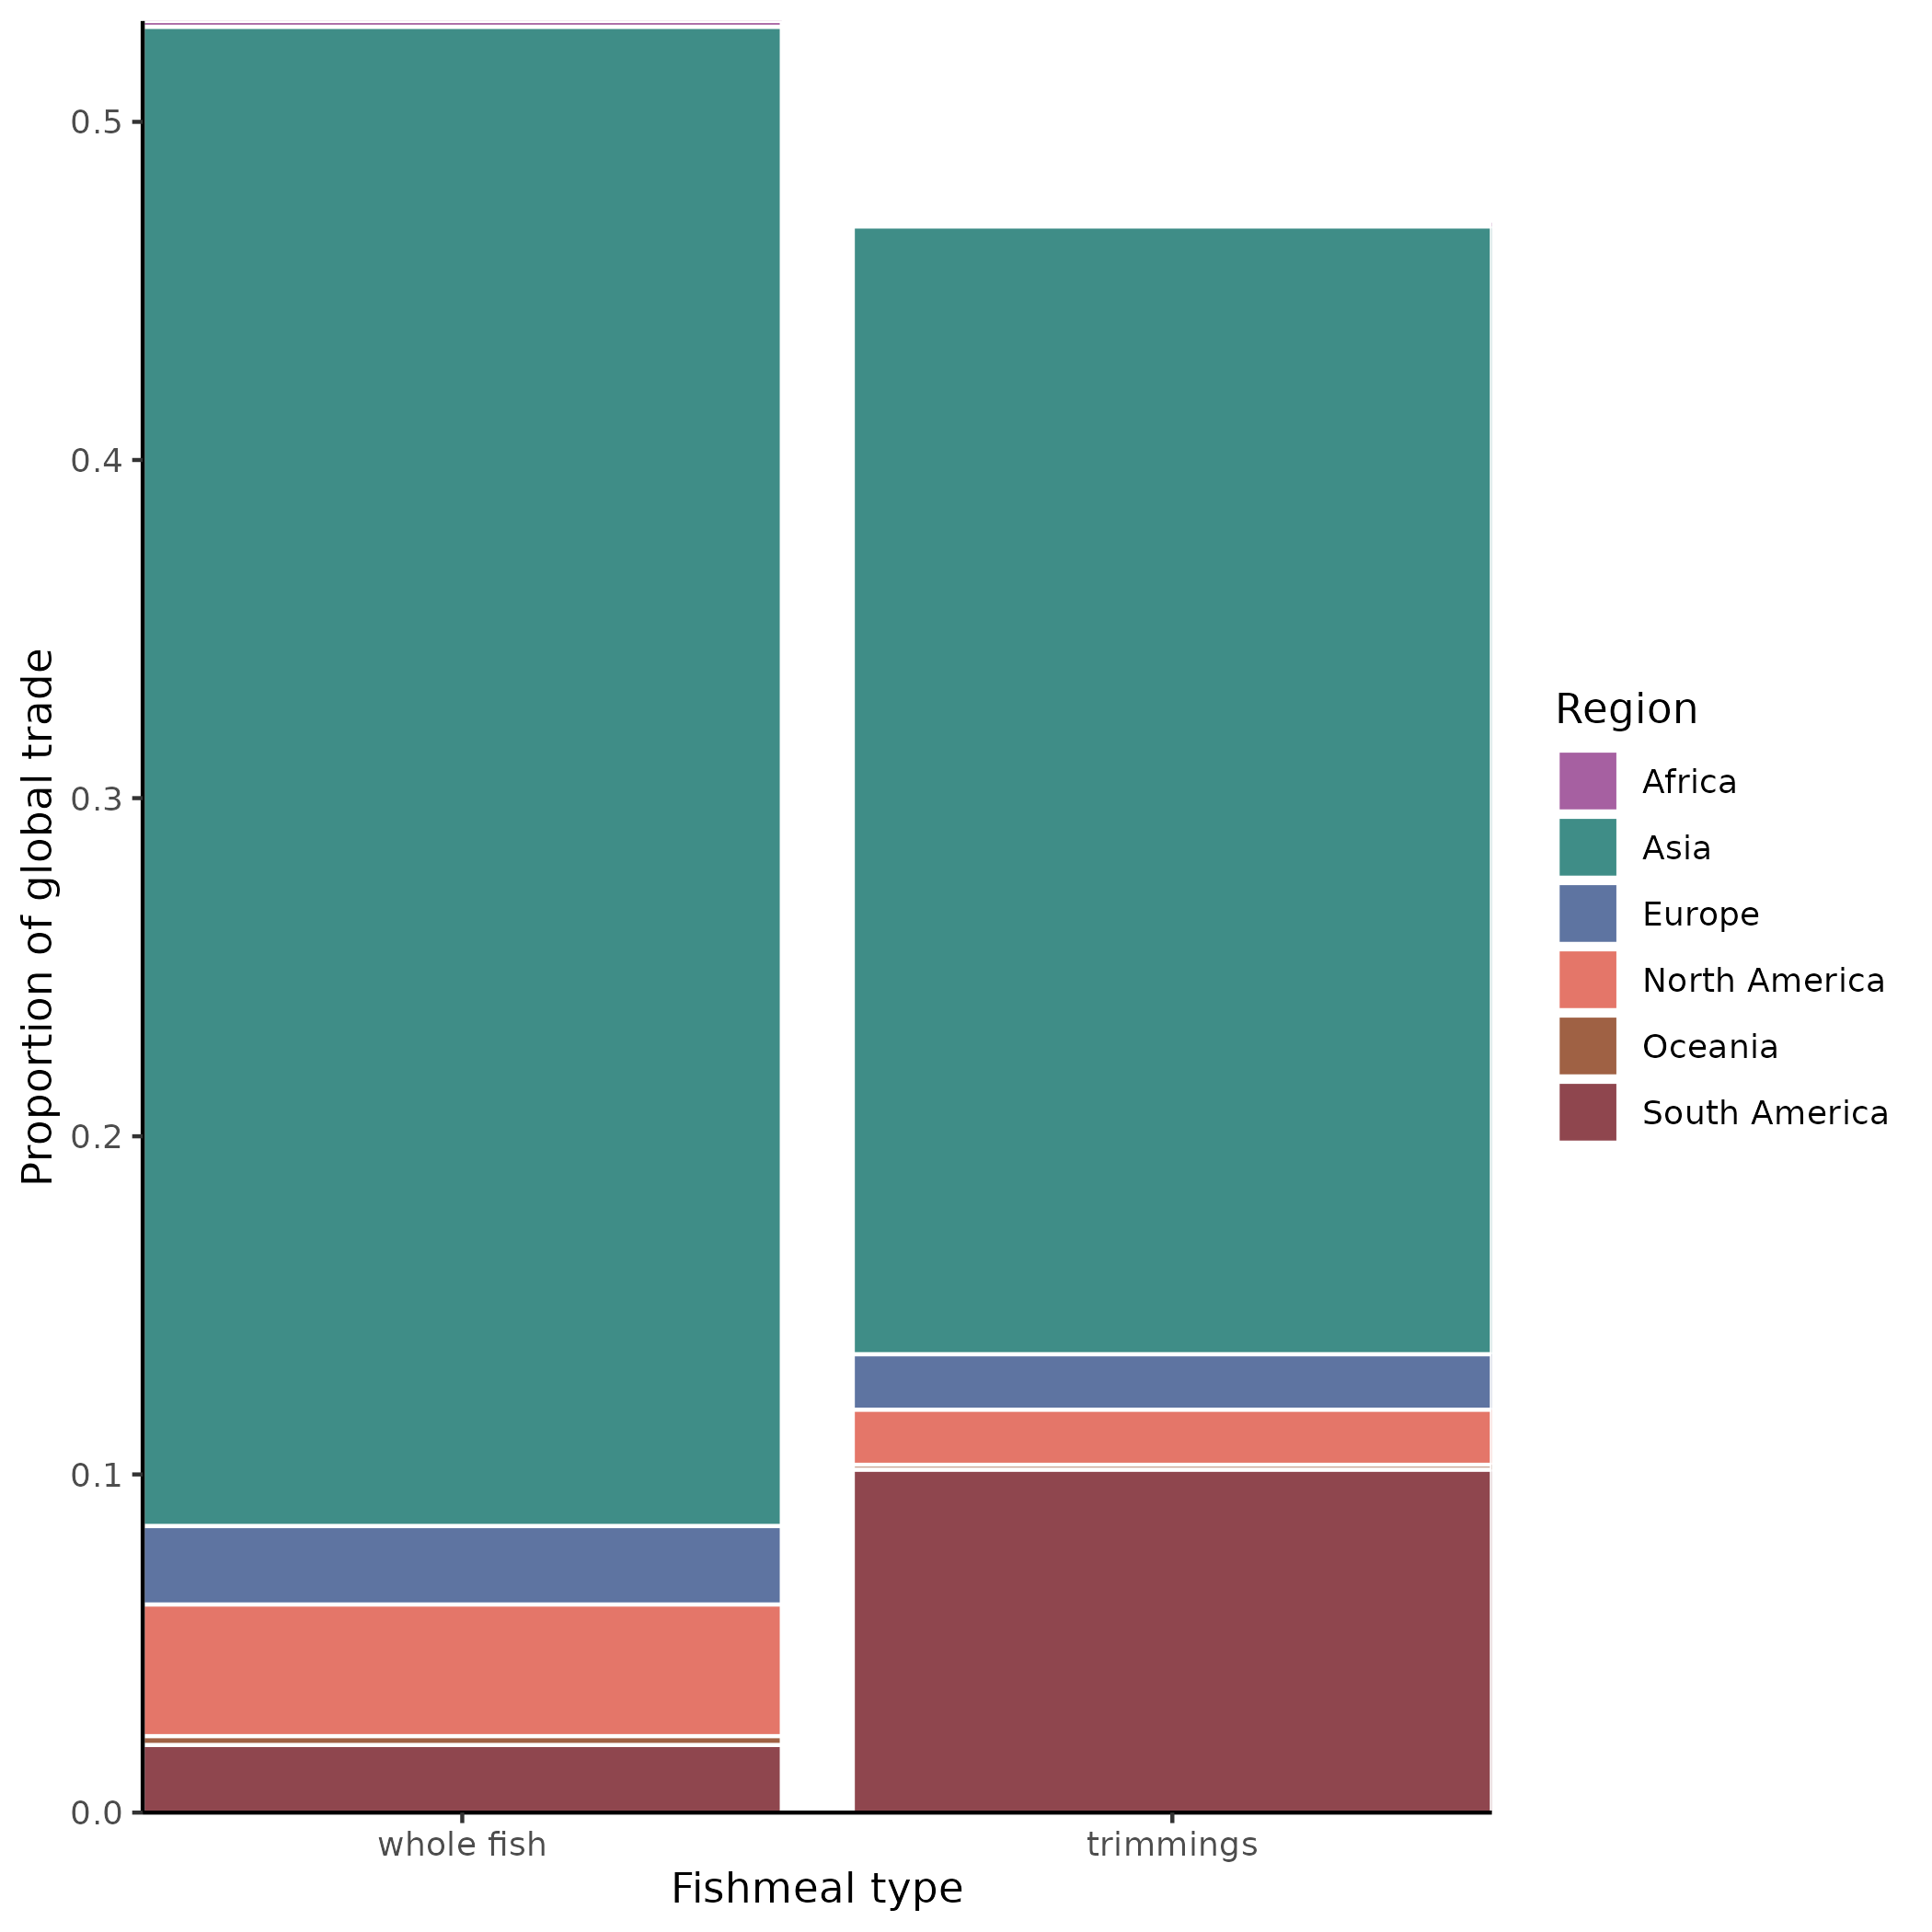 Proportion of global trade
0.5
0.4
0.3
0.2
0.1
0.0
whole fish
trimmings
Fishmeal type
Region
Africa
Asia
Europe
North America
Oceania
South America